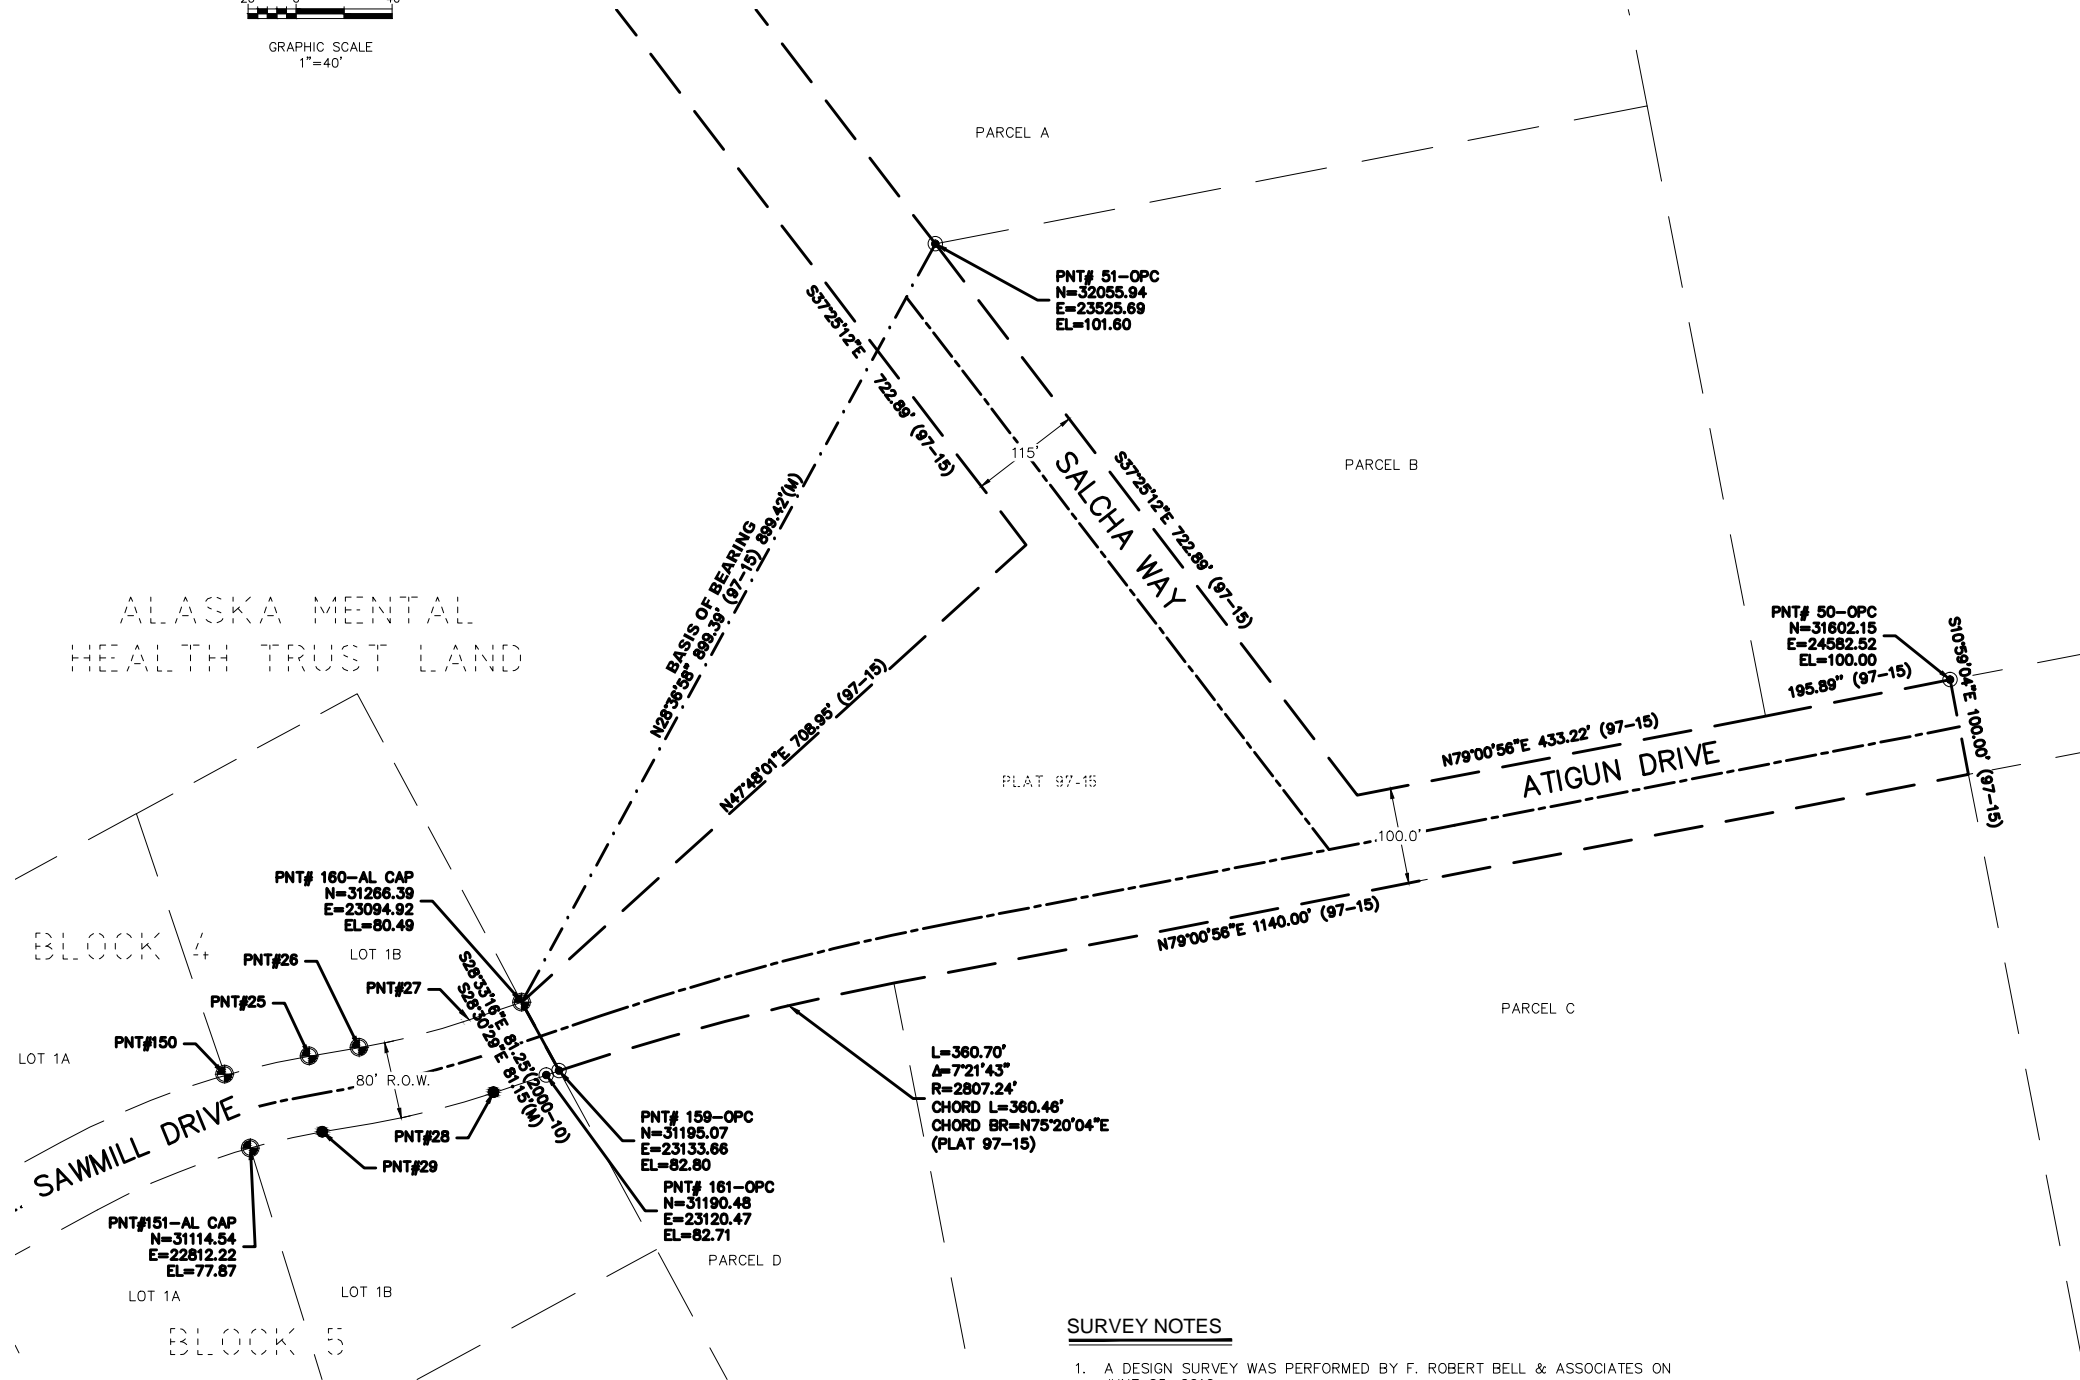 GRAPHIC SCALE
1"=40'
PARCEL A
PNT# 51-OPC
N=32055.94
E=23525.69
EL=101.60
S37°25'12"E 722.89' (97-15)
115'
SALCHA WAY
S37°25'12"E 722.89' (97-15)
PARCEL B
BASIS OF BEARING
N28°36'58" 899.39' (97-15) 899.42'(M)
ALASKA MENTAL
HEALTH TRUST LAND
N47°48'01"E 708.95' (97-15)
PLAT 97-15
PNT# 50-OPC
N=31602.15
E=24582.52
EL=100.00
195.89" (97-15)
S10°59'04"E 100.00' (97-15)
N79°00'56"E 433.22' (97-15)
ATIGUN DRIVE
100.0'
N79°00'56"E 1140.00' (97-15)
PARCEL C
PNT# 160-AL CAP
N=31266.39
E=23094.92
EL=80.49
BLOCK 4
LOT 1B
PNT#26
PNT#27
PNT#25
PNT#150
LOT 1A
S28°33'16"E 81.25'(2000-10)
S28°30'29"E 81.15'(M)
80' R.O.W.
SAWMILL DRIVE
PNT#28
PNT#29
L=360.70'
Δ=7°21'43"
R=2807.24'
CHORD L=360.46'
CHORD BR=N75°20'04"E
(PLAT 97-15)
PNT# 159-OPC
N=31195.07
E=23133.66
EL=82.80
PNT# 161-OPC
N=31190.48
E=23120.47
EL=82.71
PNT#151-AL CAP
N=31114.54
E=22812.22
EL=77.87
PARCEL D
LOT 1A
LOT 1B
BLOCK 5
SURVEY NOTES
1. A DESIGN SURVEY WAS PERFORMED BY F. ROBERT BELL & ASSOCIATES ON